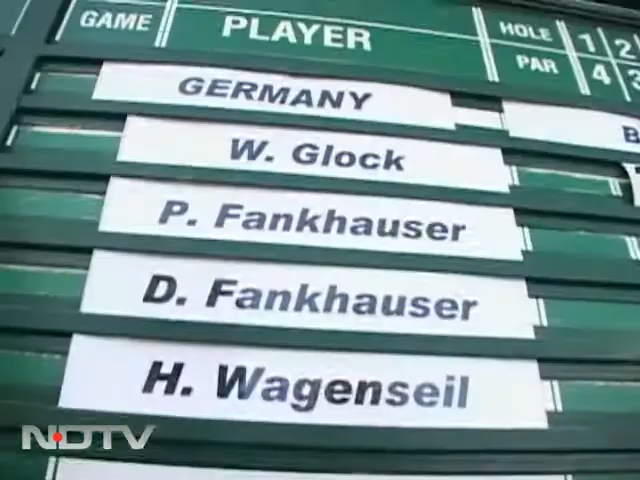 GAME PLAYER HOLE 1 2
PAR 4
GERMANY
W. Glock
P. Fankhauser
D. Fankhauser
H. Wagenseil
NDTV